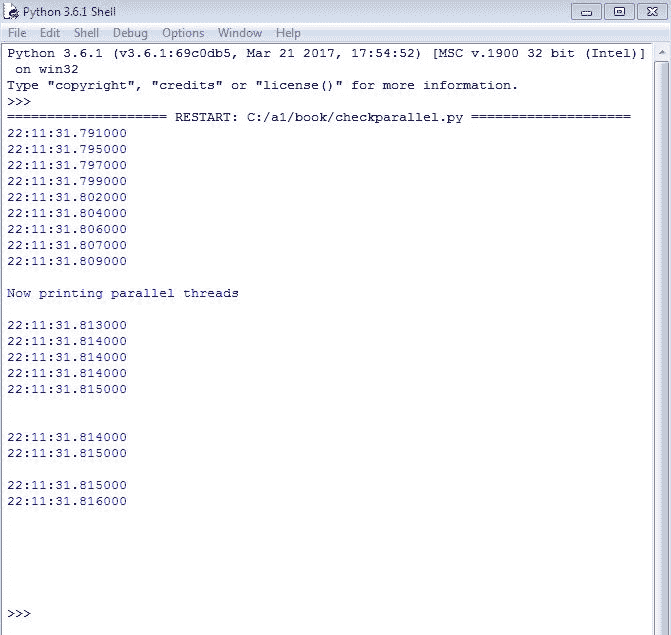 Python 3.6.1 Shell
File Edit Shell Debug Options Window Help
Python 3.6.1 (v3.6.1:69c0db5, Mar 21 2017, 17:54:52) [MSC v.1900 32 bit (Intel)]
on win32
Type "copyright", "credits" or "license()" for more information.
>>>
==================== RESTART: C:/a1/book/checkparallel.py ====================
22:11:31.791000
22:11:31.795000
22:11:31.797000
22:11:31.799000
22:11:31.802000
22:11:31.804000
22:11:31.806000
22:11:31.807000
22:11:31.809000
Now printing parallel threads
22:11:31.813000
22:11:31.814000
22:11:31.814000
22:11:31.814000
22:11:31.815000
22:11:31.814000
22:11:31.815000
22:11:31.815000
22:11:31.816000
>>>